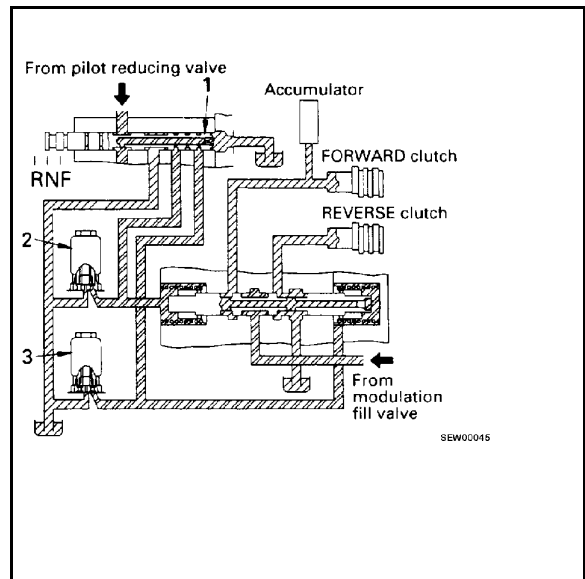 From pilot reducing valve
1
Accumulator
FORWARD clutch
RNF
REVERSE clutch
2
3
From
modulation
fill valve
SEW00045